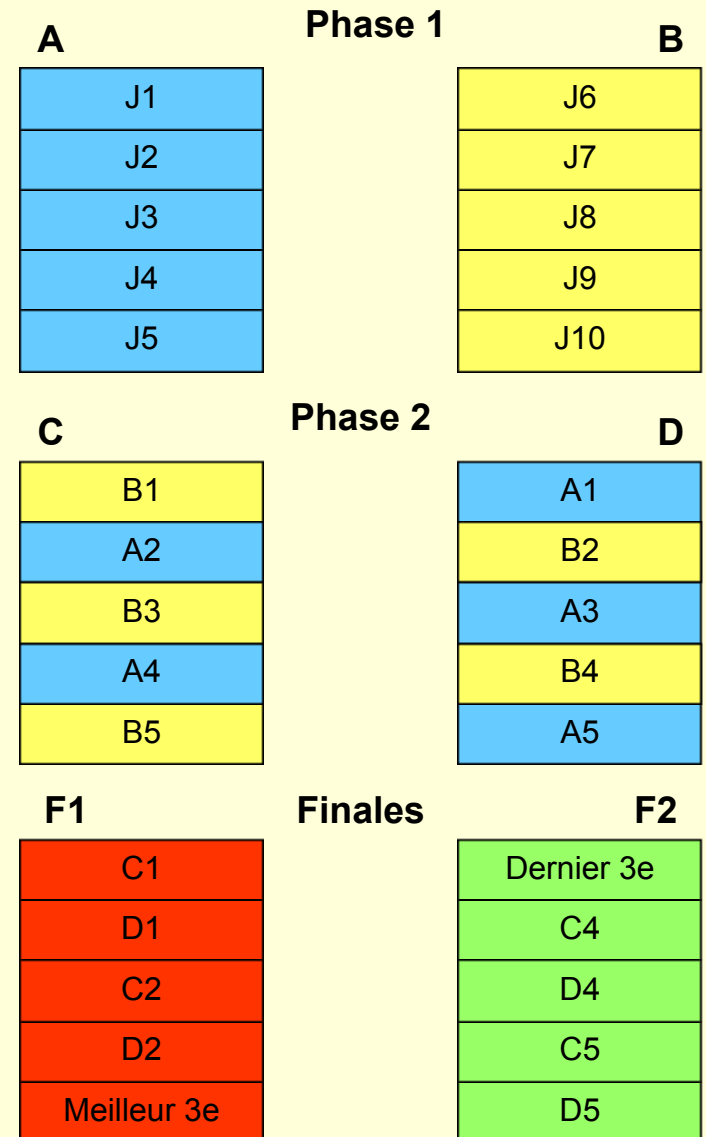 Phase 1
A B
J1 J6
J2 J7
J3 J8
J4 J9
J5 J10
Phase 2
C D
B1 A1
A2 B2
B3 A3
A4 B4
B5 A5
F1 Finales F2
C1 Dernier 3e
D1 C4
C2 D4
D2 C5
Meilleur 3e D5